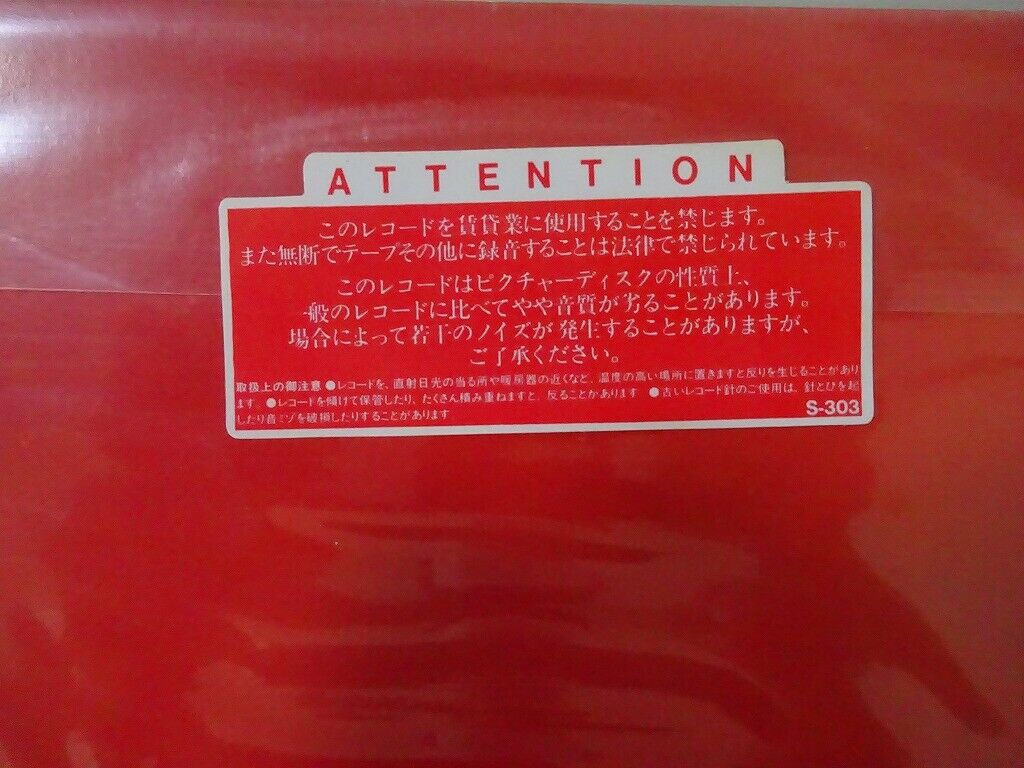 ATTENTION
このレコードを賃貸業に使用することを禁じます。
また無断でテープその他に録音することは法律で禁じられています。
このレコードはピクチャーディスクの性質上、
一般のレコードに比べてやや音質が劣ることがあります。
場合によって若干のノイズが発生することがありますが、
ご了承ください。
取扱上の御注意 ●レコードを、直射日光の当る所や暖房器の近くなど、温度の高い場所に置きますと反りを生じることがあり
ます ●レコードを傾けて保管したり、たくさん積み重ねますと、反ることがあります ●古いレコード針のご使用は、針とびを起
したり音ミゾを破損したりすることがあります
S-303